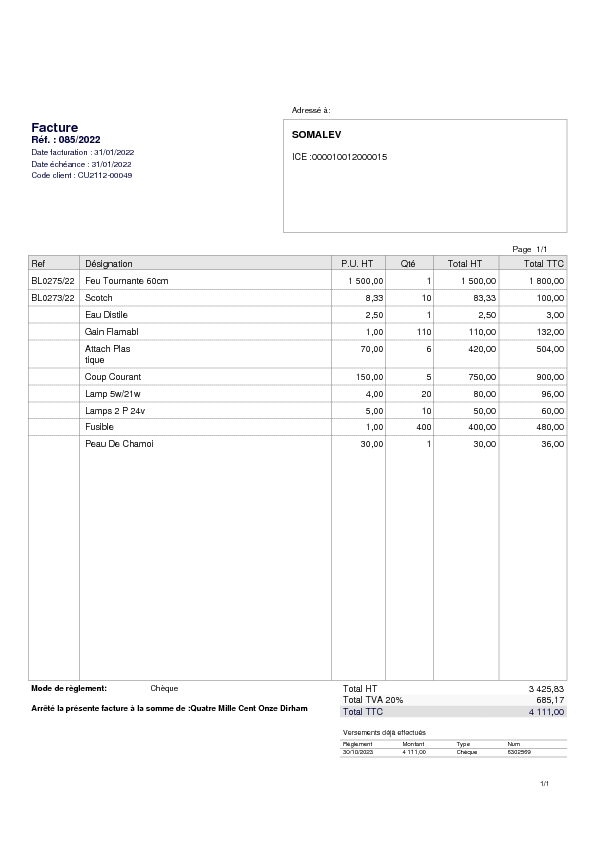 Adressé à:
Facture
Réf. : 085/2022
Date facturation : 31/01/2022
Date échéance : 31/01/2022
Code client : CU2112-00049
SOMALEV
ICE :000010012000015
Page 1/1
Ref Désignation P.U. HT Qté Total HT Total TTC
BL0275/22 Feu Tournante 60cm 1 500,00 1 1 500,00 1 800,00
BL0273/22 Scotch 8,33 10 83,33 100,00
Eau Distile 2,50 1 2,50 3,00
Gain Flamabl 1,00 110 110,00 132,00
Attach Plas 70,00 6 420,00 504,00
tique
Coup Courant 150,00 5 750,00 900,00
Lamp 5w/21w 4,00 20 80,00 96,00
Lamps 2 P 24v 5,00 10 50,00 60,00
Fusible 1,00 400 400,00 480,00
Peau De Chamoi 30,00 1 30,00 36,00
Mode de règlement: Chèque
Total HT 3 425,83
Total TVA 20% 685,17
Arrêté la présente facture à la somme de :Quatre Mille Cent Onze Dirham
Total TTC 4 111,00
Versements déjà effectués
Règlement Montant Type Num
30/10/2023 4 111,00 Chèque 6302569
1/1